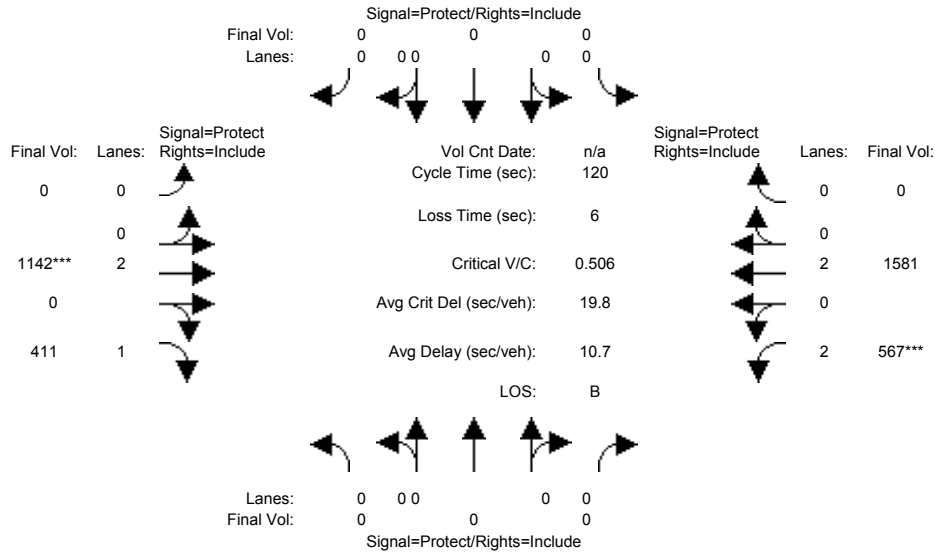 Signal=Protect/Rights=Include
Final Vol: 0 0 0
Lanes: 0 0 0 0 0
Signal=Protect Signal=Protect
Final Vol: Lanes: Rights=Include Vol Cnt Date: n/a Rights=Include Lanes: Final Vol:
Cycle Time (sec): 120
0 0 0 0
Loss Time (sec): 6
0 0
1142*** 2 Critical V/C: 0.506 2 1581
0 Avg Crit Del (sec/veh): 19.8 0
411 1 Avg Delay (sec/veh): 10.7 2 567***
LOS: B
Lanes: 0 0 0 0 0
Final Vol: 0 0 0
Signal=Protect/Rights=Include